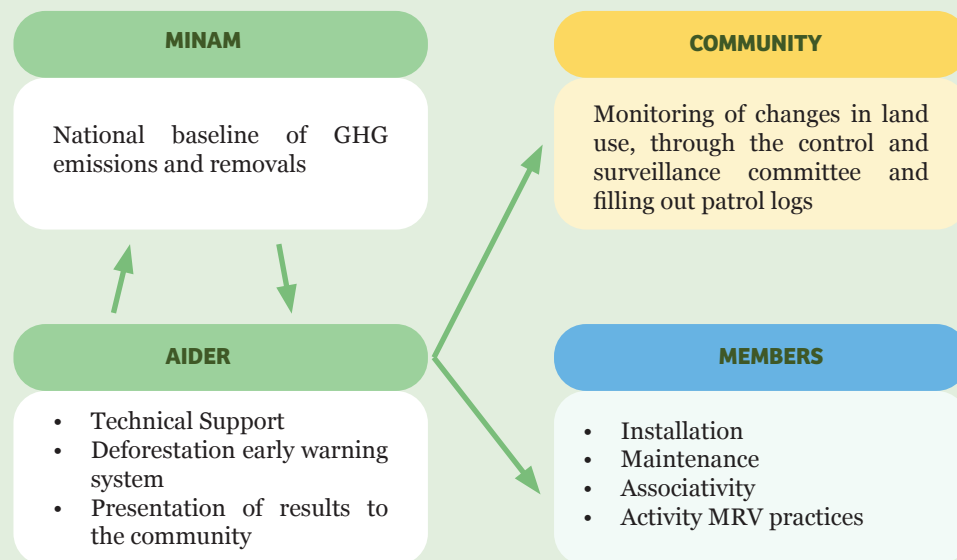 MINAM
National baseline of GHG
emissions and removals
COMMUNITY
Monitoring of changes in land
use, through the control and
surveillance committee and
filling out patrol logs
AIDER
• Technical Support
• Deforestation early warning
system
• Presentation of results to
the community
MEMBERS
• Installation
• Maintenance
• Associativity
• Activity MRV practices